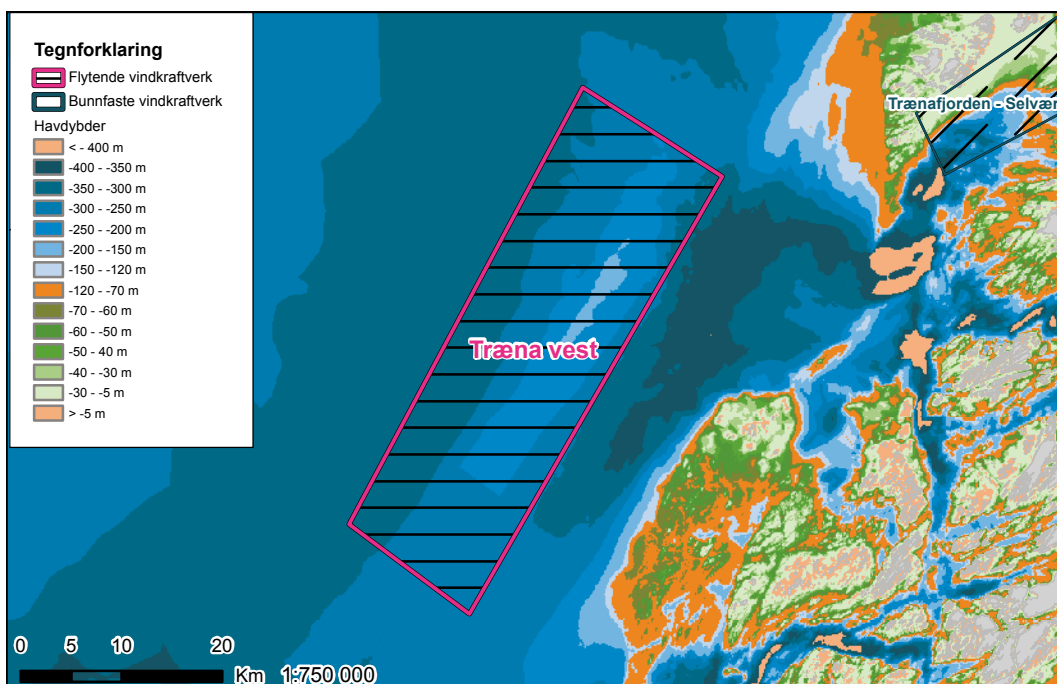 Tegnforklaring
Flytende vindkraftverk
Bunnfaste vindkraftverk
Havdybder
< - 400 m
-400 - -350 m
-350 - -300 m
-300 - -250 m
-250 - -200 m
-200 - -150 m
-150 - -120 m
-120 - -70 m
-70 - -60 m
-60 - -50 m
-50 - 40 m
-40 - -30 m
-30 - -5 m
> -5 m
Trænafjorden - Selvær
Træna vest
0 5 10 20
Km 1:750 000